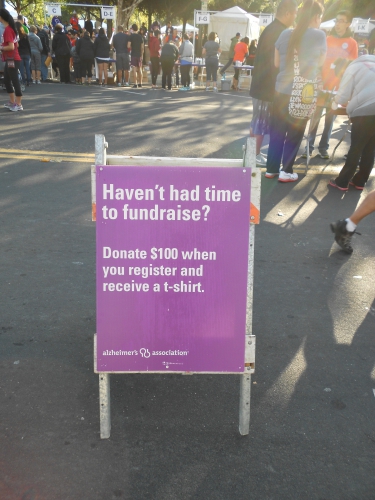 D-E
F-G
Haven't had time
to fundraise?
Donate $100 when
you register and
receive a t-shirt.
alzheimer's association